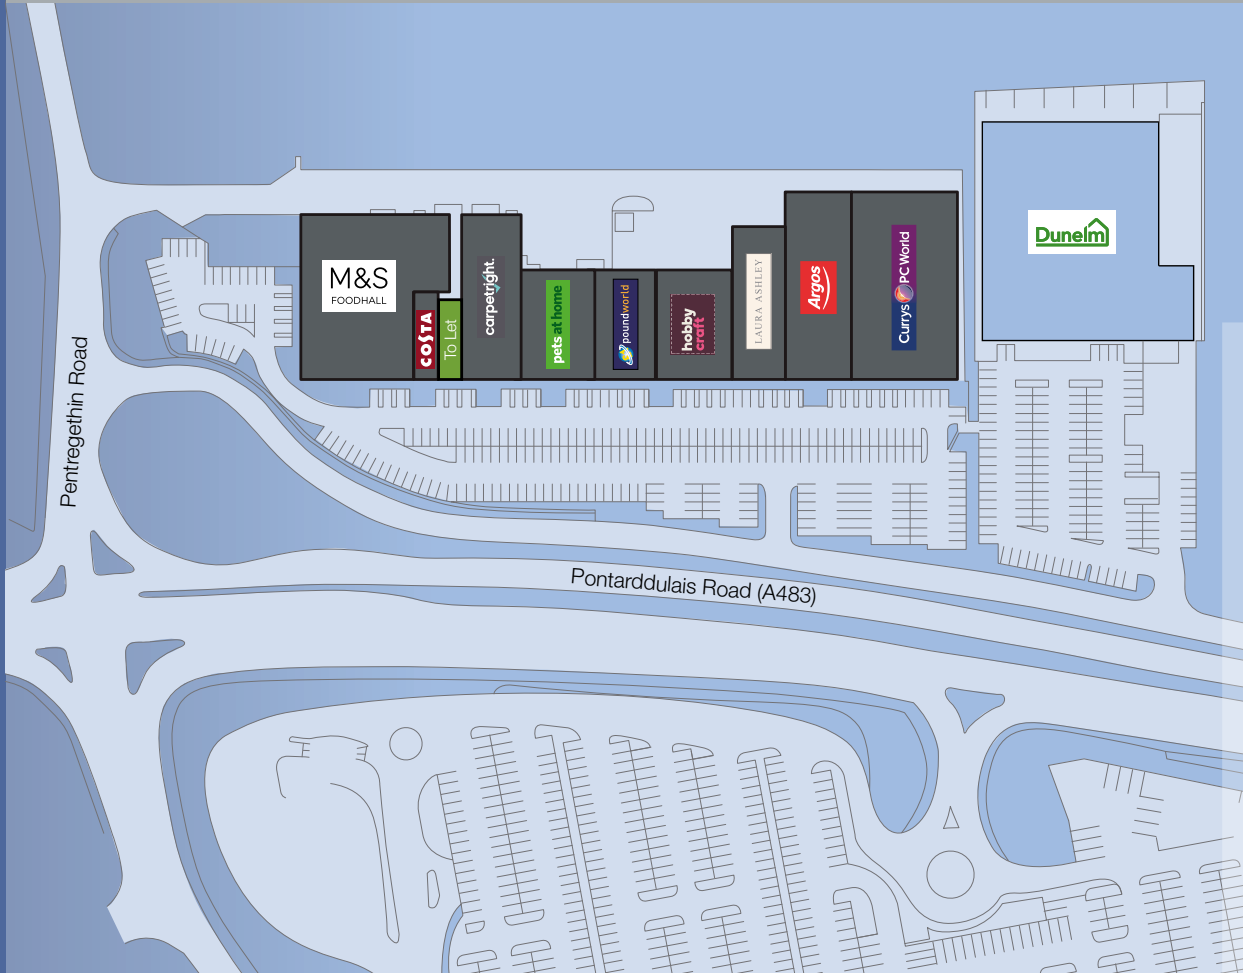 M&S
FOODHALL
COSTA
To Let
carpetright.
pets at home
poundworld
hobby
craft
LAURA ASHLEY
Argos
Currys PC World
Dunelm
Pentregethin Road
Pontarddulais Road (A483)